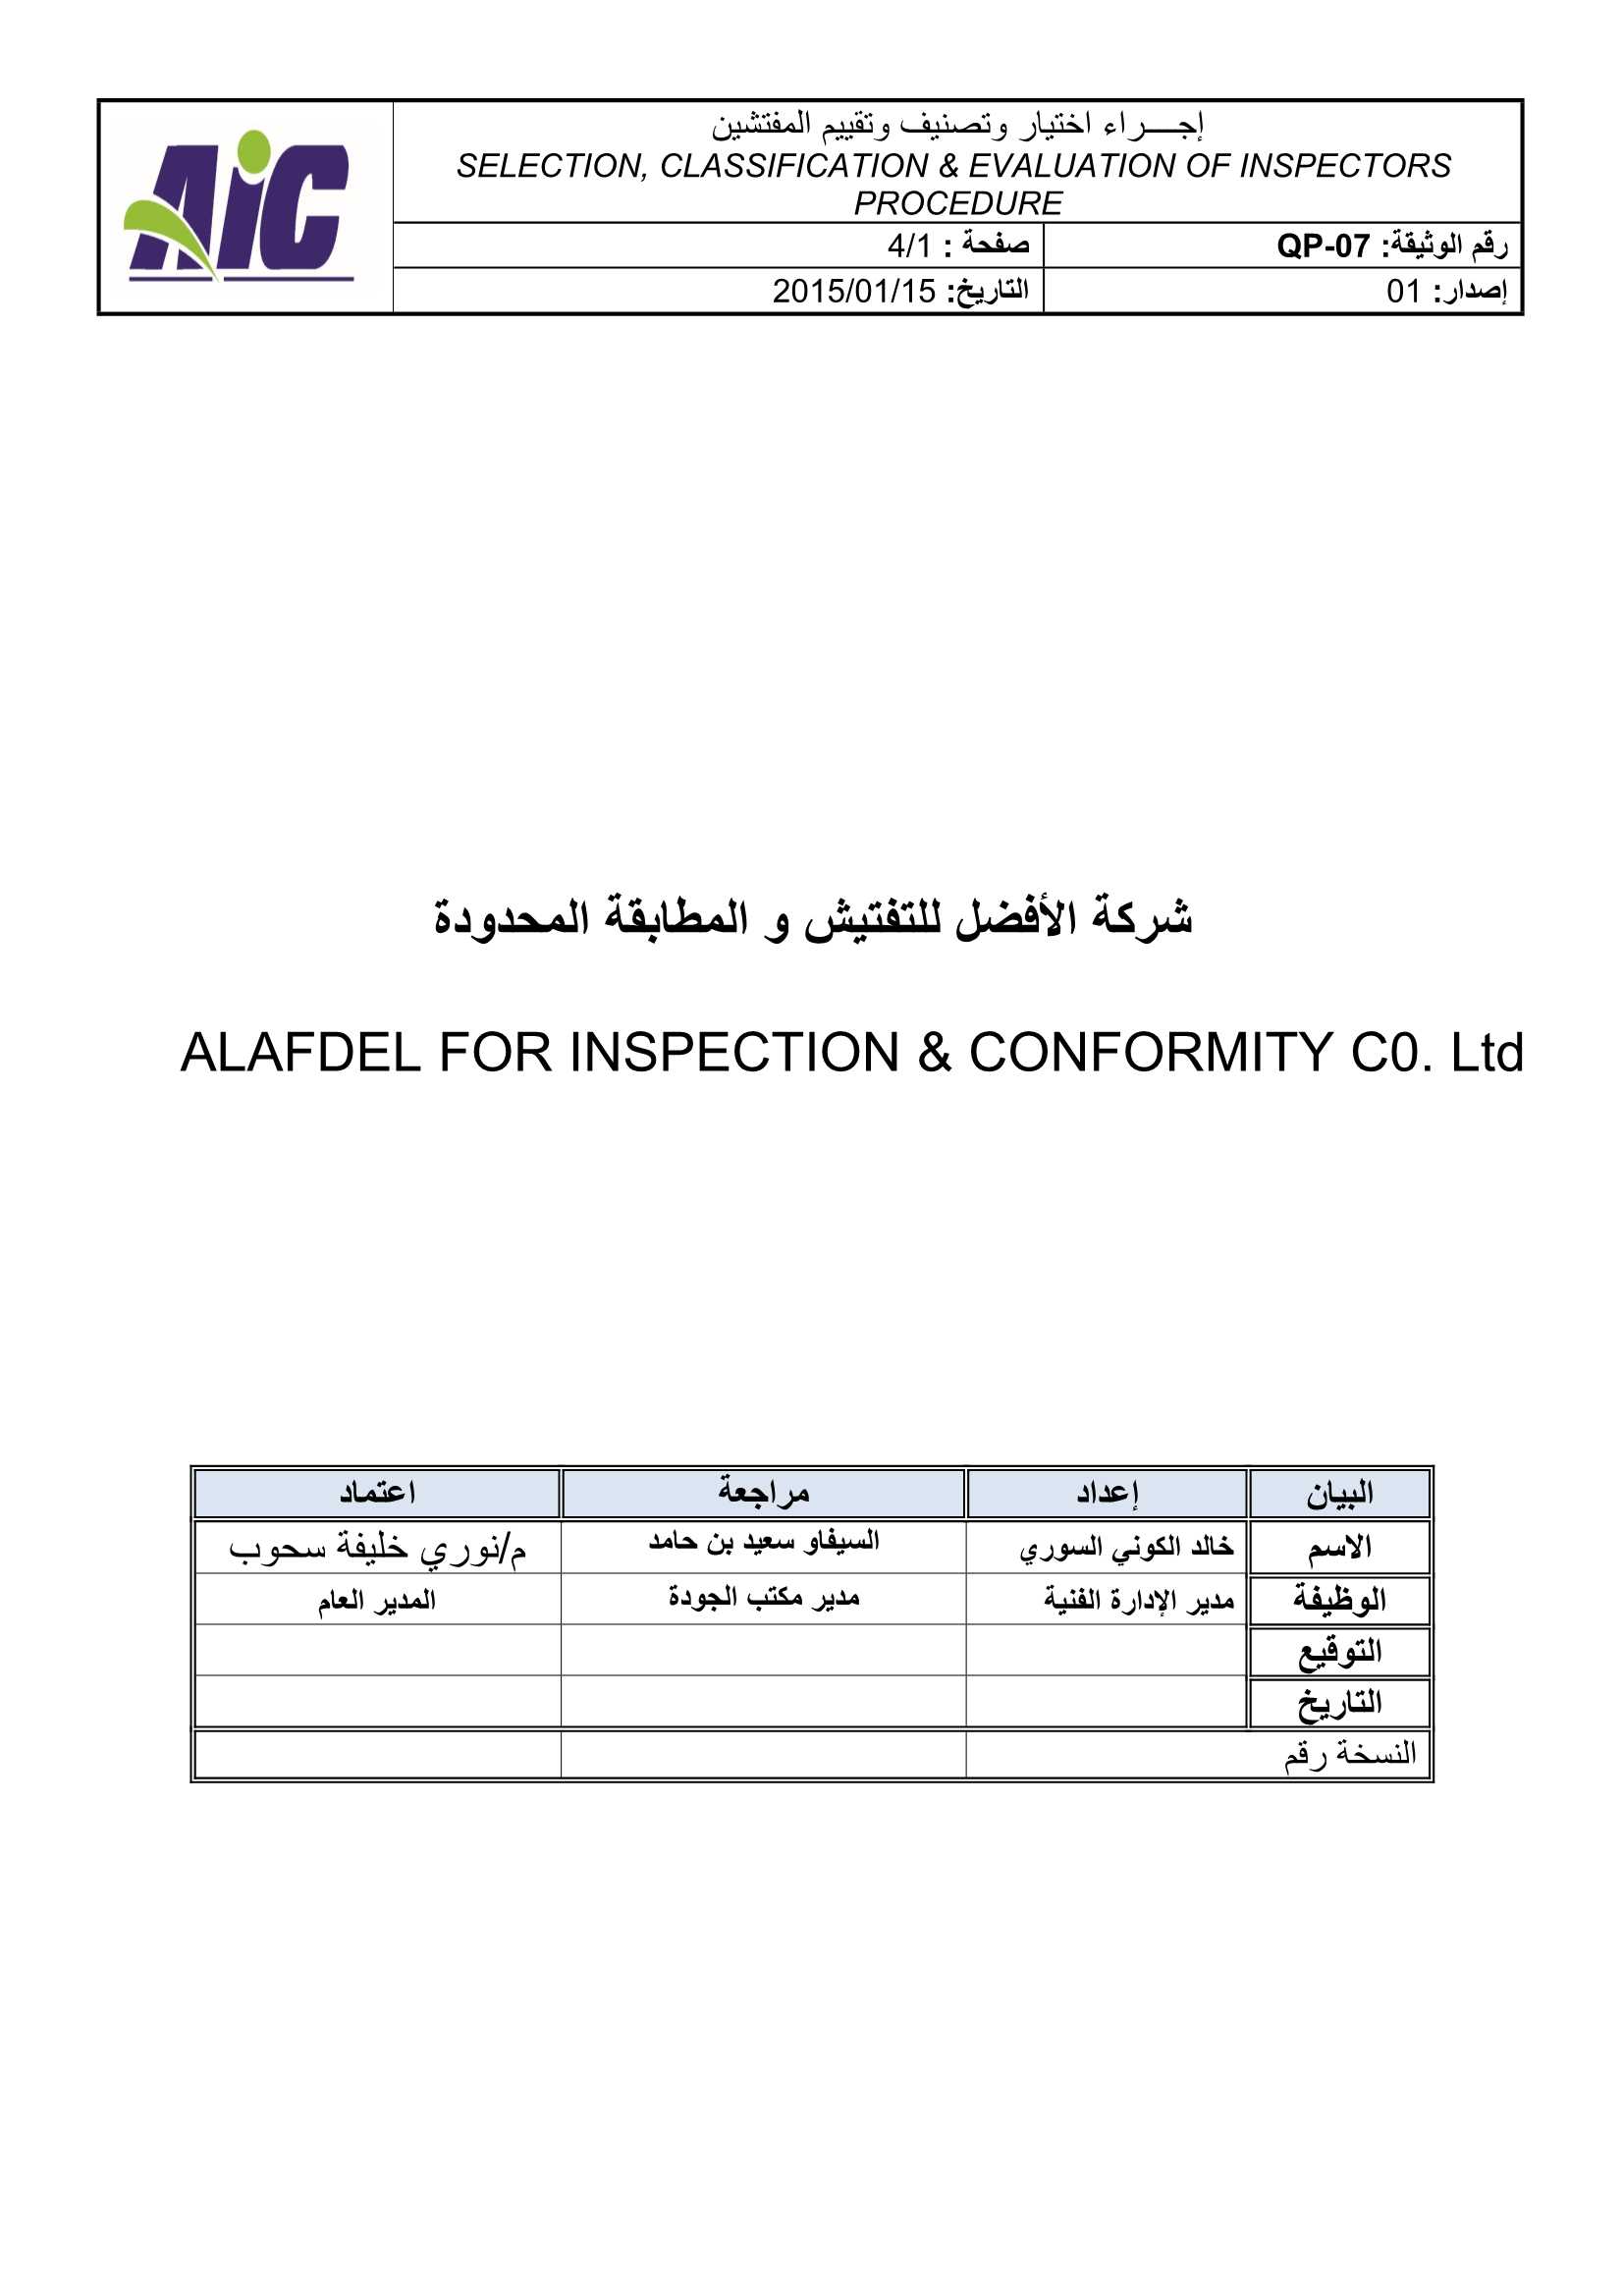 AiC
إجـــراء اختيار وتصنيف وتقييم المفتشين
SELECTION, CLASSIFICATION & EVALUATION OF INSPECTORS
PROCEDURE
رقم الوثيقة: QP-07 صفحة : 4/1
إصدار: 01 التاريخ: 2015/01/15
شركة الأفضل للتفتيش و المطابقة المحدودة
ALAFDEL FOR INSPECTION & CONFORMITY C0. Ltd
البيان إعداد مراجعة اعتماد
الاسم خالد الكوني السوري السيفاو سعيد بن حامد م/نوري خليفة سحوب
الوظيفة مدير الإدارة الفنية مدير مكتب الجودة المدير العام
التوقيع
التاريخ
النسخة رقم